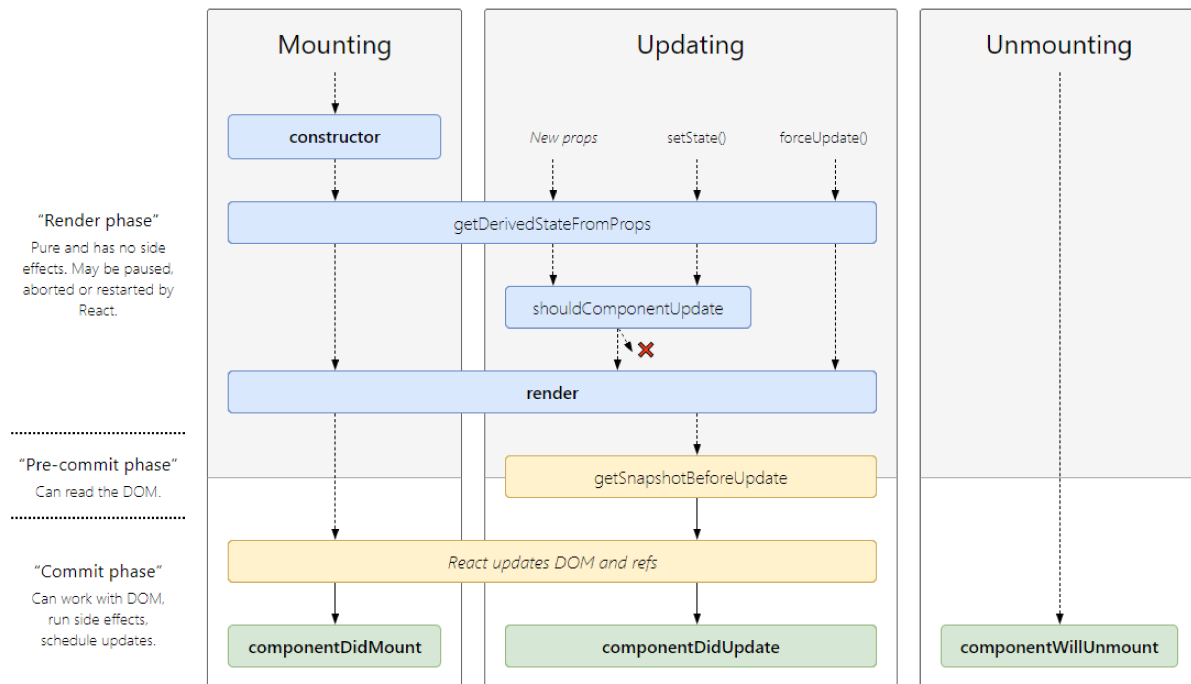 Mounting
Updating
Unmounting
constructor
New props
setState()
forceUpdate()
“Render phase”
Pure and has no side
effects. May be paused,
aborted or restarted by
React.
getDerivedStateFromProps
shouldComponentUpdate
render
“Pre-commit phase”
Can read the DOM.
getSnapshotBeforeUpdate
React updates DOM and refs
“Commit phase”
Can work with DOM,
run side effects,
schedule updates.
componentDidMount
componentDidUpdate
componentWillUnmount